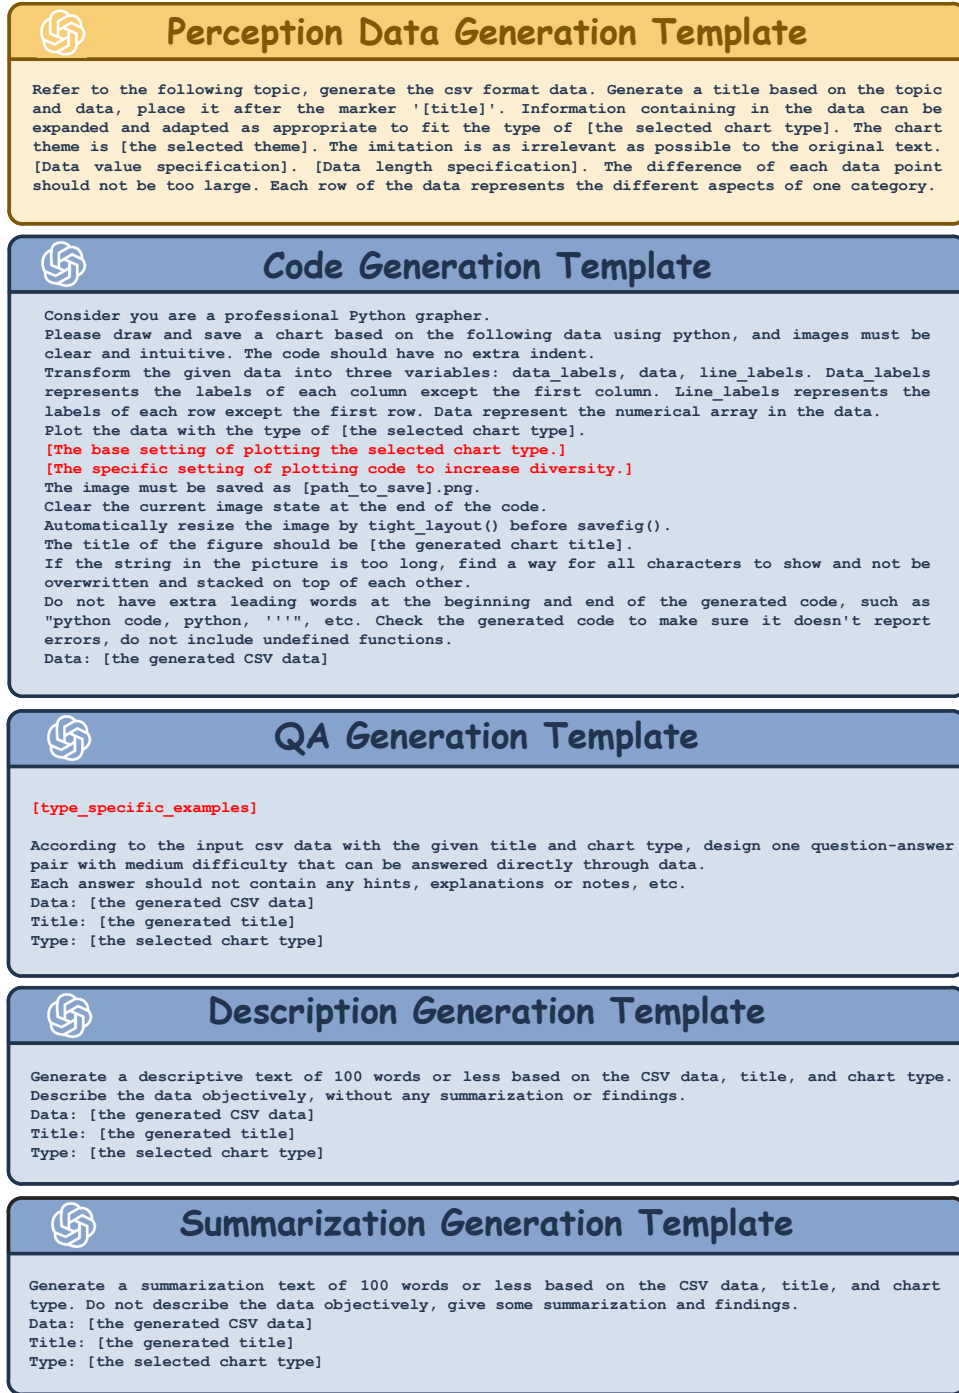 Perception Data Generation Template
Refer to the following topic, generate the csv format data. Generate a title based on the topic
and data, place it after the marker '[title]'. Information containing in the data can be
expanded and adapted as appropriate to fit the type of [the selected chart type]. The chart
theme is [the selected theme]. The imitation is as irrelevant as possible to the original text.
[Data value specification]. [Data length specification]. The difference of each data point
should not be too large. Each row of the data represents the different aspects of one category.
Code Generation Template
Consider you are a professional Python grapher.
Please draw and save a chart based on the following data using python, and images must be
clear and intuitive. The code should have no extra indent.
Transform the given data into three variables: data_labels, data, line_labels. Data_labels
represents the labels of each column except the first column. Line_labels represents the
labels of each row except the first row. Data represent the numerical array in the data.
Plot the data with the type of [the selected chart type].
[The base setting of plotting the selected chart type.]
[The specific setting of plotting code to increase diversity.]
The image must be saved as [path_to_save].png.
Clear the current image state at the end of the code.
Automatically resize the image by tight_layout() before savefig().
The title of the figure should be [the generated chart title].
If the string in the picture is too long, find a way for all characters to show and not be
overwritten and stacked on top of each other.
Do not have extra leading words at the beginning and end of the generated code, such as
"python code, python, '''", etc. Check the generated code to make sure it doesn't report
errors, do not include undefined functions.
Data: [the generated CSV data]
QA Generation Template
[type_specific_examples]
According to the input csv data with the given title and chart type, design one question-answer
pair with medium difficulty that can be answered directly through data.
Each answer should not contain any hints, explanations or notes, etc.
Data: [the generated CSV data]
Title: [the generated title]
Type: [the selected chart type]
Description Generation Template
Generate a descriptive text of 100 words or less based on the CSV data, title, and chart type.
Describe the data objectively, without any summarization or findings.
Data: [the generated CSV data]
Title: [the generated title]
Type: [the selected chart type]
Summarization Generation Template
Generate a summarization text of 100 words or less based on the CSV data, title, and chart
type. Do not describe the data objectively, give some summarization and findings.
Data: [the generated CSV data]
Title: [the generated title]
Type: [the selected chart type]